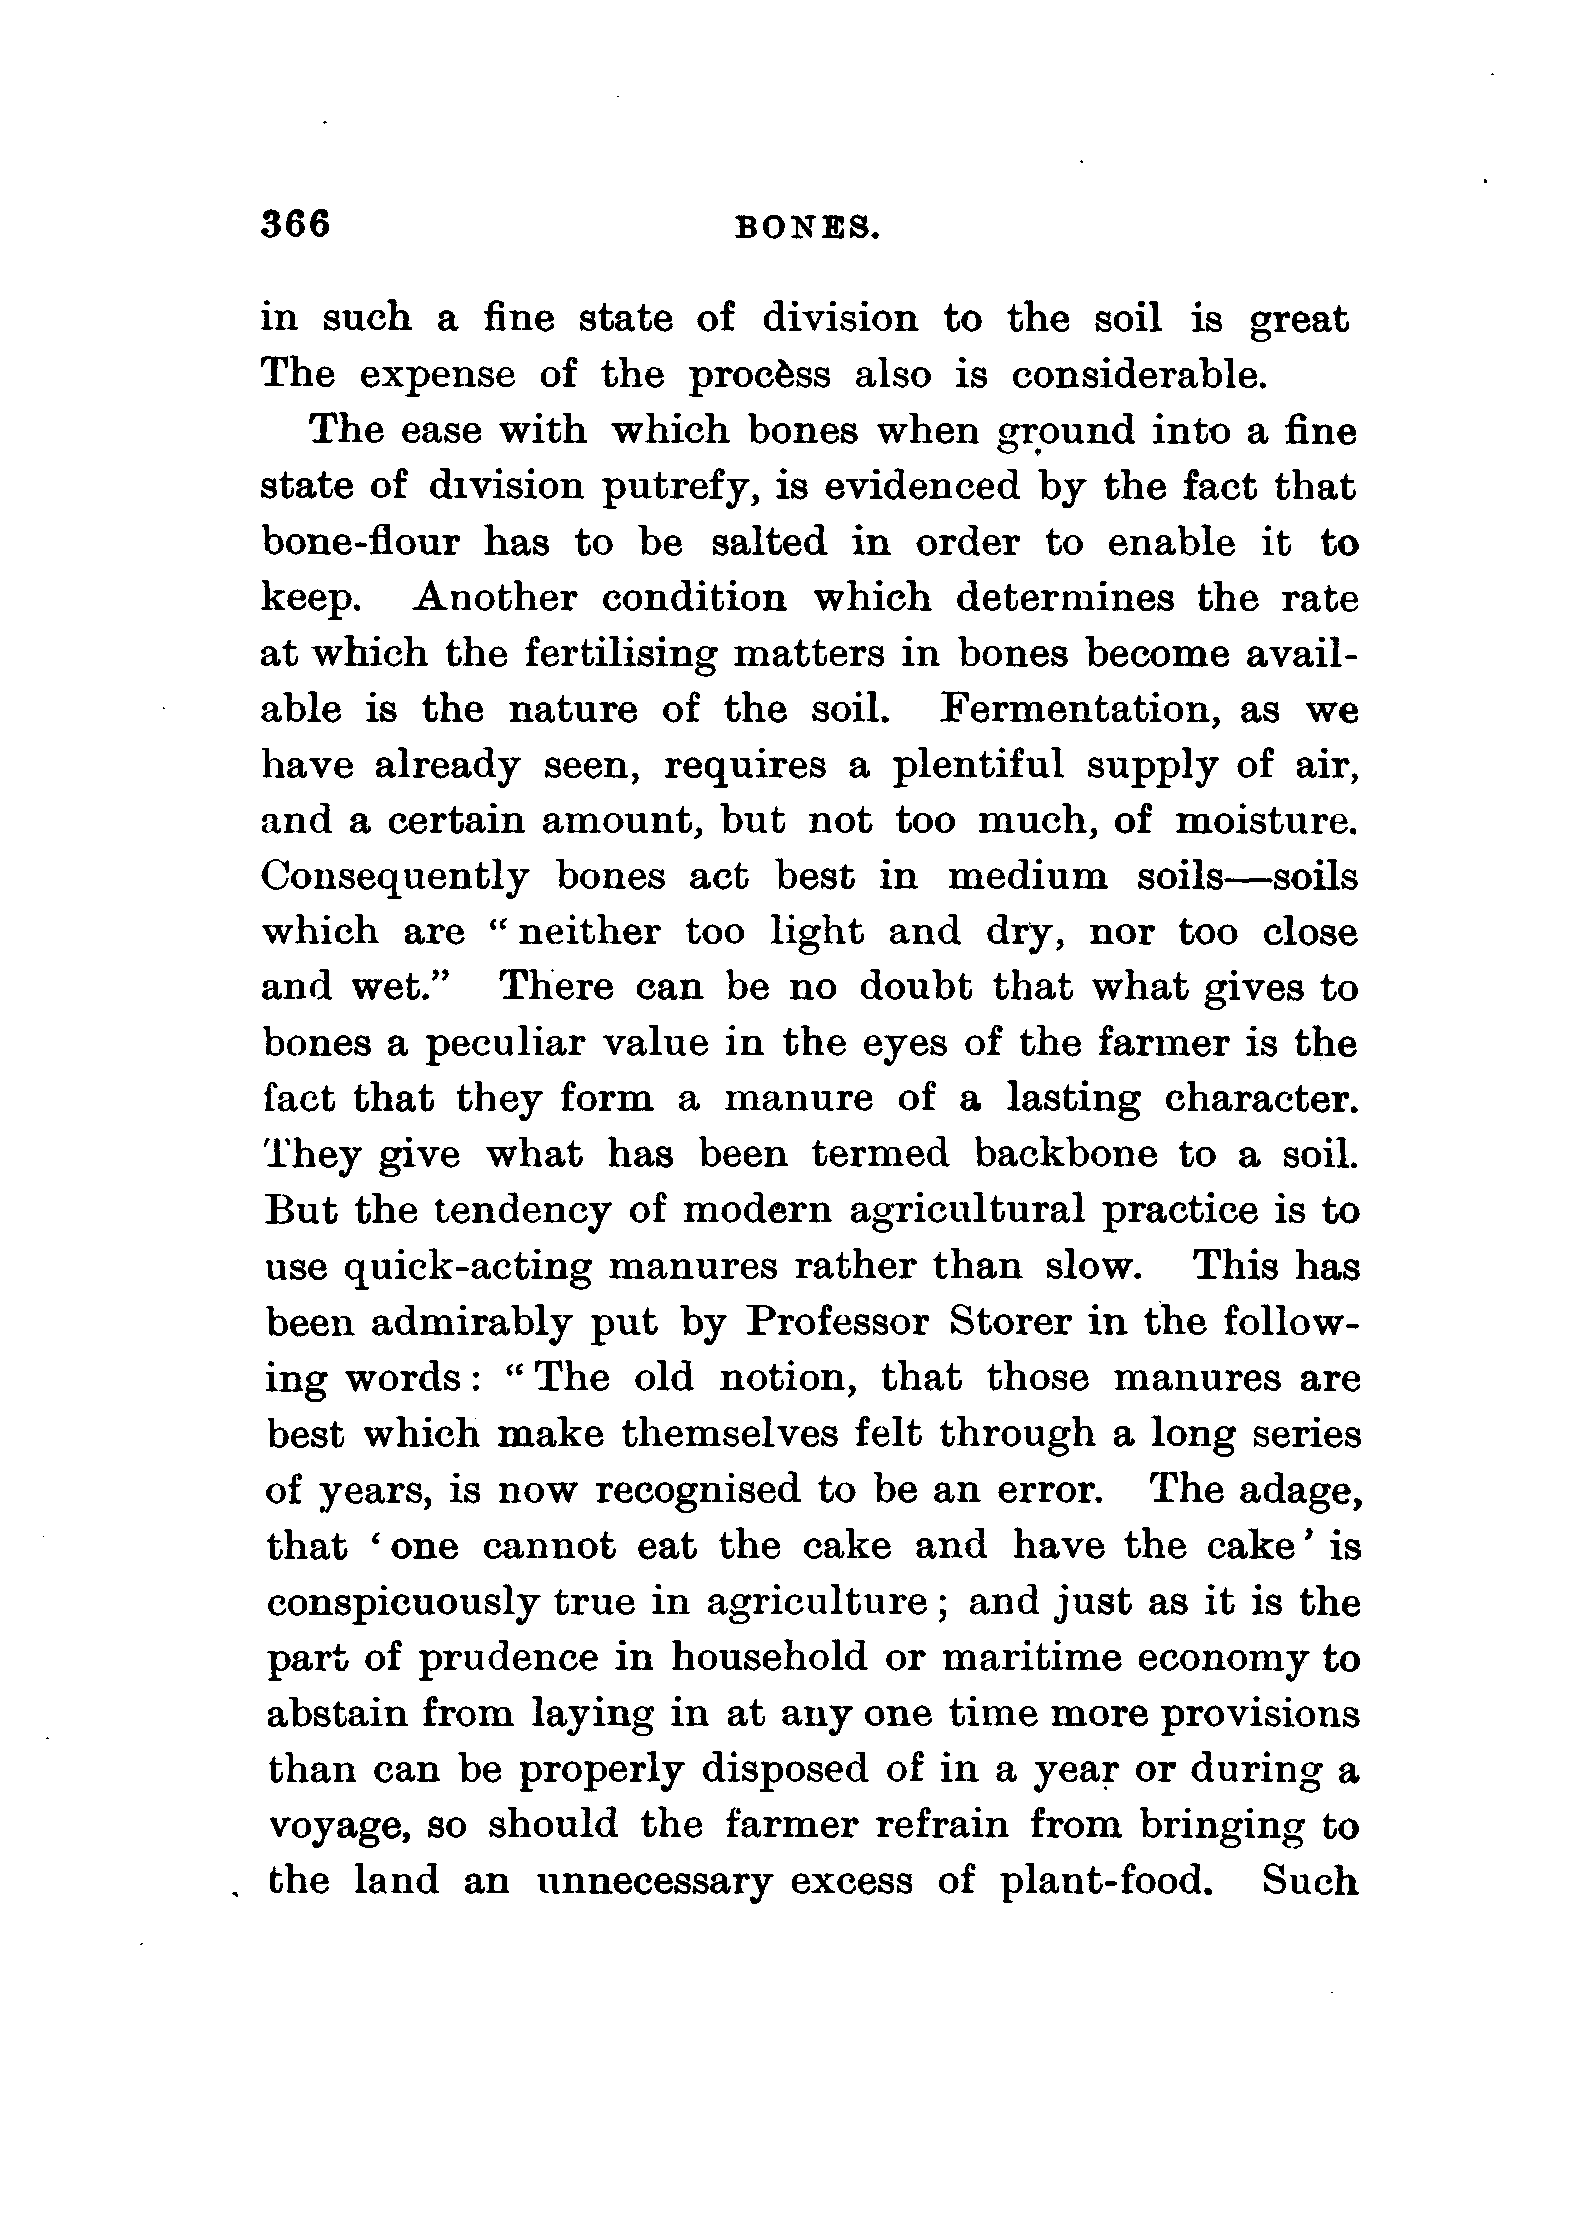 366 BONES.
in such a fine state of division to the soil is great
The expense of the process also is considerable.
The ease with which bones when ground into a fine
state of division putrefy, is evidenced by the fact that
bone-flour has to be salted in order to enable it to
keep. Another condition which determines the rate
at which the fertilising matters in bones become avail-
able is the nature of the soil. Fermentation, as we
have already seen, requires a plentiful supply of air,
and a certain amount, but not too much, of moisture.
Consequently bones act best in medium soils—soils
which are “neither too light and dry, nor too close
and wet.” There can be no doubt that what gives to
bones a peculiar value in the eyes of the farmer is the
fact that they form a manure of a lasting character.
They give what has been termed backbone to a soil.
But the tendency of modern agricultural practice is to
use quick-acting manures rather than slow. This has
been admirably put by Professor Storer in the follow-
ing words: “The old notion, that those manures are
best which make themselves felt through a long series
of years, is now recognised to be an error. The adage,
that ‘one cannot eat the cake and have the cake’ is
conspicuously true in agriculture; and just as it is the
part of prudence in household or maritime economy to
abstain from laying in at any one time more provisions
than can be properly disposed of in a year or during a
voyage, so should the farmer refrain from bringing to
the land an unnecessary excess of plant-food. Such